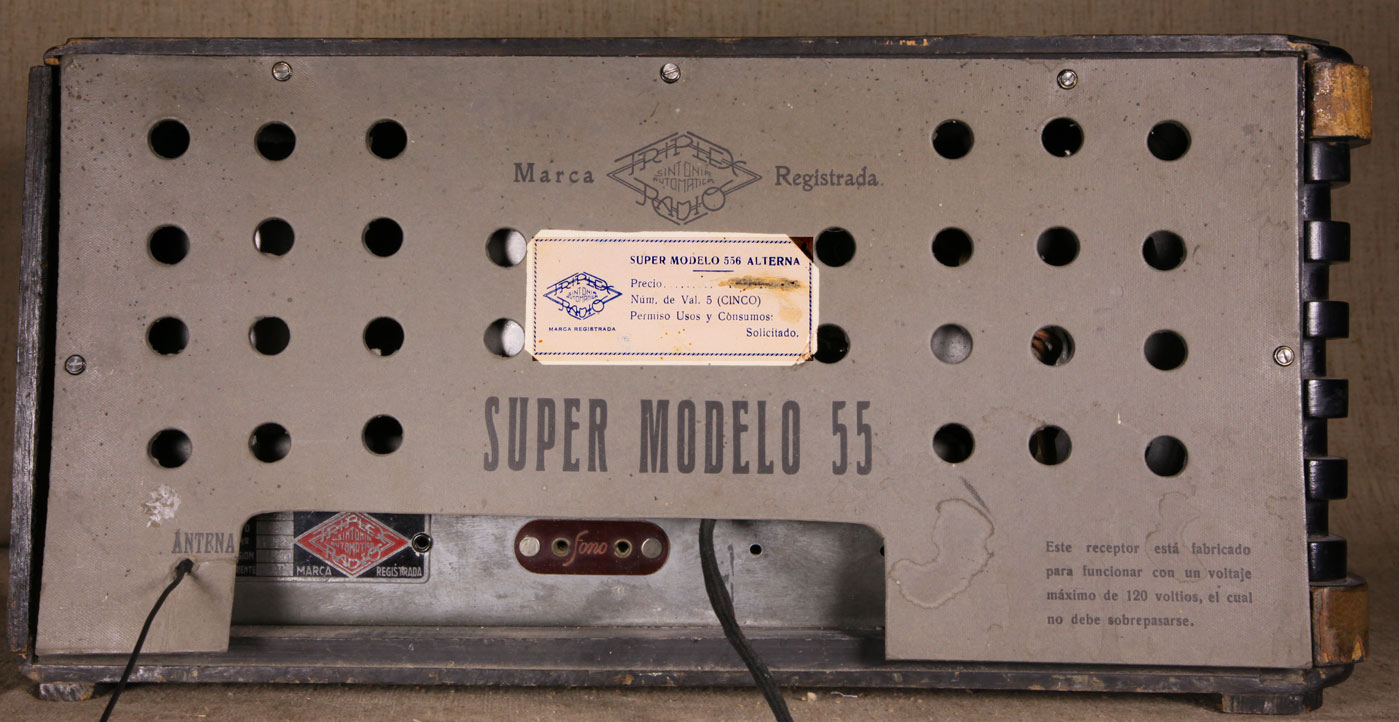 Marca TRIPLEX SINTONIA AUTOMATICA RADIO Registrada
SUPER MODELO 556 ALTERNA
TRIPLEX
SINTONIA
AUTOMATICA
RADIO
MARCA REGISTRADA
Precio..........
Núm. de Val. 5 (CINCO)
Permiso Usos y Consumos:
Solicitado.
SUPER MODELO 55
ANTENA
TRIPLEX
SINTONIA
AUTOMATICA
RADIO
MARCA REGISTRADA
fono
Este receptor está fabricado
para funcionar con un voltaje
máximo de 120 voltios, el cual
no debe sobrepasarse.